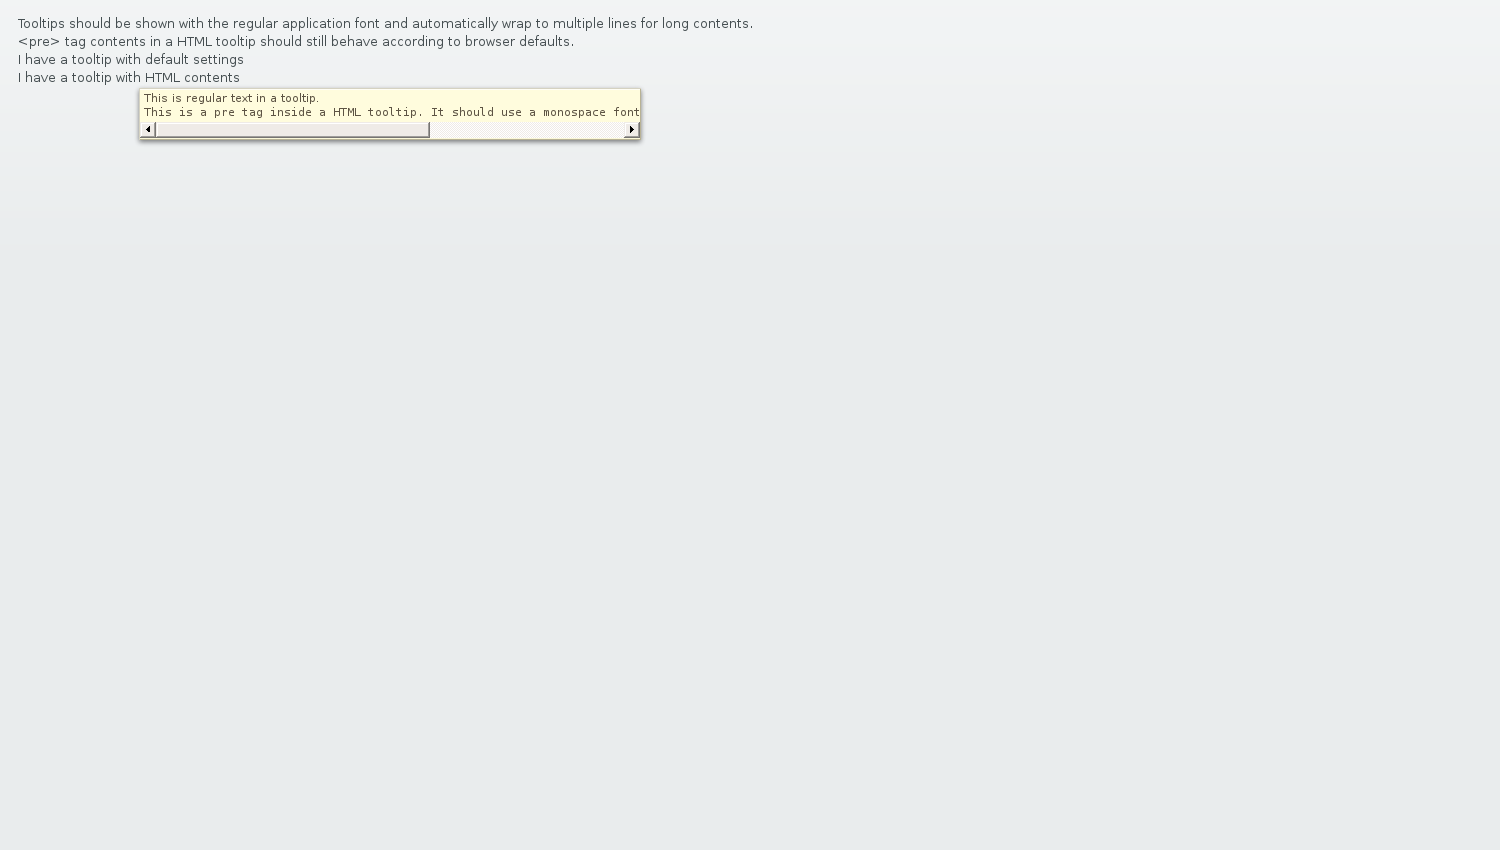 Tooltips should be shown with the regular application font and automatically wrap to multiple lines for long contents.
<pre> tag contents in a HTML tooltip should still behave according to browser defaults.
I have a tooltip with default settings
I have a tooltip with HTML contents
This is regular text in a tooltip.
This is a pre tag inside a HTML tooltip. It should use a monospace font